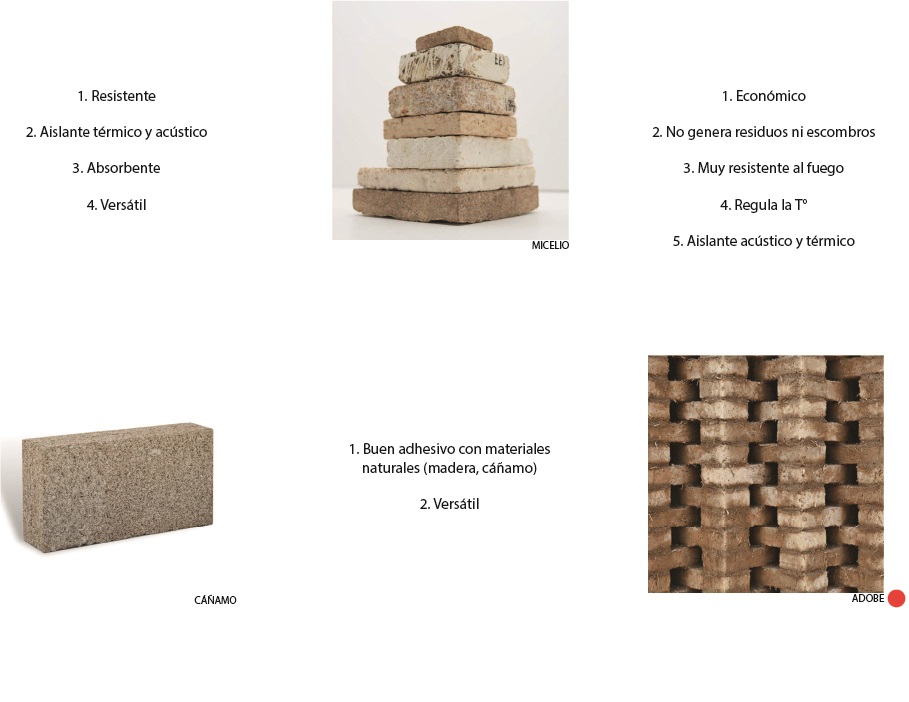 1. Resistente
2. Aislante térmico y acústico
3. Absorbente
4. Versátil
MICELIO
1. Económico
2. No genera residuos ni escombros
3. Muy resistente al fuego
4. Regula la T°
5. Aislante acústico y térmico
CÁÑAMO
1. Buen adhesivo con materiales
naturales (madera, cáñamo)
2. Versátil
ADOBE